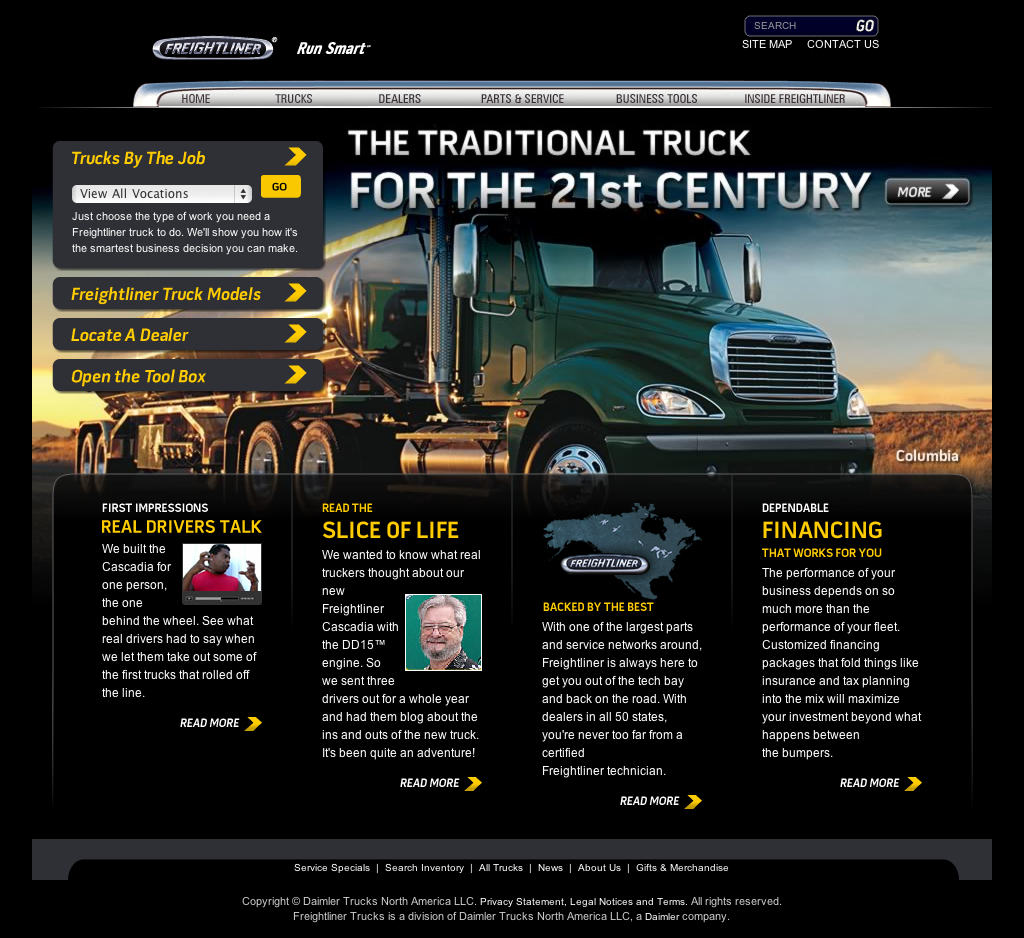 FREIGHTLINER® Run Smart™
SEARCH GO
SITE MAP CONTACT US
HOME TRUCKS DEALERS PARTS & SERVICE BUSINESS TOOLS INSIDE FREIGHTLINER
THE TRADITIONAL TRUCK
FOR THE 21st CENTURY
MORE
Trucks By The Job
View All Vocations GO
Just choose the type of work you need a
Freightliner truck to do. We'll show you how it's
the smartest business decision you can make.
Freightliner Truck Models
Locate A Dealer
Open the Tool Box
Columbia
FIRST IMPRESSIONS
REAL DRIVERS TALK
We built the
Cascadia for
one person,
the one
behind the wheel. See what
real drivers had to say when
we let them take out some of
the first trucks that rolled off
the line.
READ MORE
READ THE
SLICE OF LIFE
We wanted to know what real
truckers thought about our
new
Freightliner
Cascadia with
the DD15™
engine. So
we sent three
drivers out for a whole year
and had them blog about the
ins and outs of the new truck.
It's been quite an adventure!
READ MORE
FREIGHTLINER
BACKED BY THE BEST
With one of the largest parts
and service networks around,
Freightliner is always here to
get you out of the tech bay
and back on the road. With
dealers in all 50 states,
you're never too far from a
certified
Freightliner technician.
READ MORE
DEPENDABLE
FINANCING
THAT WORKS FOR YOU
The performance of your
business depends on so
much more than the
performance of your fleet.
Customized financing
packages that fold things like
insurance and tax planning
into the mix will maximize
your investment beyond what
happens between
the bumpers.
READ MORE
Service Specials | Search Inventory | All Trucks | News | About Us | Gifts & Merchandise
Copyright © Daimler Trucks North America LLC. Privacy Statement, Legal Notices and Terms. All rights reserved.
Freightliner Trucks is a division of Daimler Trucks North America LLC, a Daimler company.